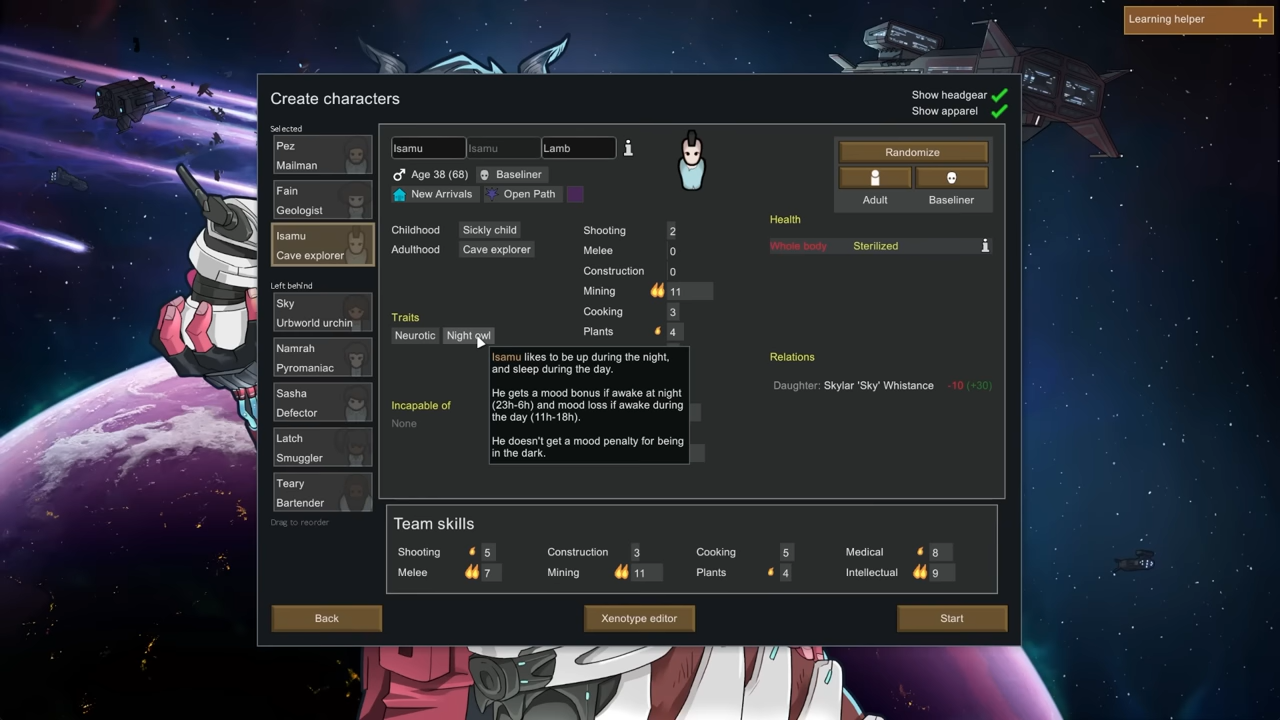 Learning helper
Create characters
Show headgear
Show apparel
Selected
Pez
Mailman
Fain
Geologist
Isamu
Cave explorer
Left behind
Sky
Urbworld urchin
Namrah
Pyromaniac
Sasha
Defector
Latch
Smuggler
Teary
Bartender
Drag to reorder
Isamu Isamu Lamb
Age 38 (68) Baseliner
New Arrivals Open Path
Childhood Sickly child
Adulthood Cave explorer
Traits
Neurotic Night owl
Incapable of
None
Shooting 2
Melee 0
Construction 0
Mining 11
Cooking 3
Plants 4
Isamu likes to be up during the night,
and sleep during the day.
He gets a mood bonus if awake at night
(23h-6h) and mood loss if awake during
the day (11h-18h).
He doesn't get a mood penalty for being
in the dark.
Randomize
Adult Baseliner
Health
Whole body Sterilized
Relations
Daughter: Skylar 'Sky' Whistance -10 (+30)
Team skills
Shooting 5 Construction 3 Cooking 5 Medical 8
Melee 7 Mining 11 Plants 4 Intellectual 9
Back Xenotype editor Start